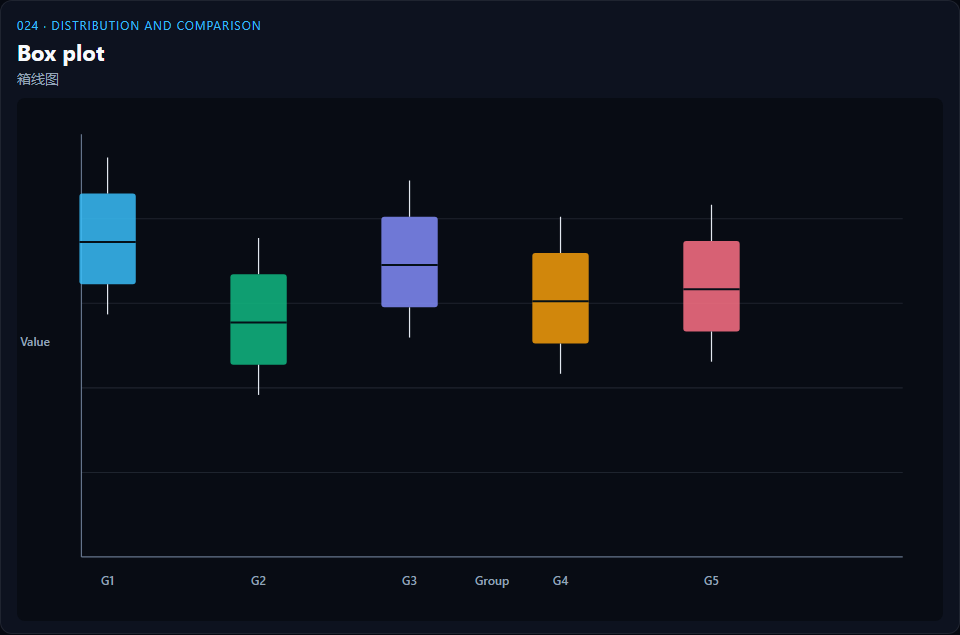 024 · DISTRIBUTION AND COMPARISON
Box plot
箱线图
Value
G1 G2 G3 Group G4 G5